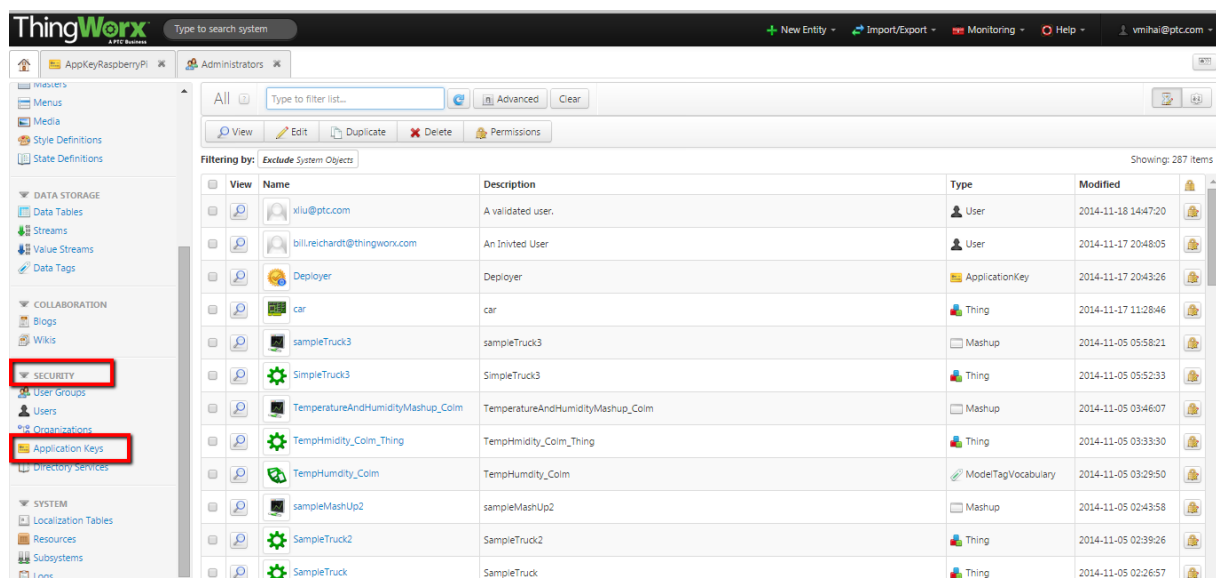 ThingWorx
A PTC Business
Type to search system
New Entity
Import/Export
Monitoring
Help
vmihai@ptc.com
AppKeyRaspberryPI
Administrators
Masters
Menus
Media
Style Definitions
State Definitions
DATA STORAGE
Data Tables
Streams
Value Streams
Data Tags
COLLABORATION
Blogs
Wikis
SECURITY
User Groups
Users
Organizations
Application Keys
Directory Services
SYSTEM
Localization Tables
Resources
Subsystems
Logs
All
Type to filter list...
Advanced
Clear
View Edit Duplicate Delete Permissions
Filtering by: Exclude System Objects
Showing: 287 items
View Name Description Type Modified
xliu@ptc.com A validated user. User 2014-11-18 14:47:20
bill.reichardt@thingworx.com An Inivted User User 2014-11-17 20:48:05
Deployer Deployer ApplicationKey 2014-11-17 20:43:26
car car Thing 2014-11-17 11:28:46
sampleTruck3 sampleTruck3 Mashup 2014-11-05 05:58:21
SimpleTruck3 SimpleTruck3 Thing 2014-11-05 05:52:33
TemperatureAndHumidityMashup_Colm TemperatureAndHumidityMashup_Colm Mashup 2014-11-05 03:46:07
TempHmidity_Colm_Thing TempHmidity_Colm_Thing Thing 2014-11-05 03:33:30
TempHumdity_Colm TempHumdity_Colm ModelTagVocabulary 2014-11-05 03:29:50
sampleMashUp2 sampleMashUp2 Mashup 2014-11-05 02:43:58
SampleTruck2 SampleTruck2 Thing 2014-11-05 02:39:26
SampleTruck SampleTruck Thing 2014-11-05 02:26:57